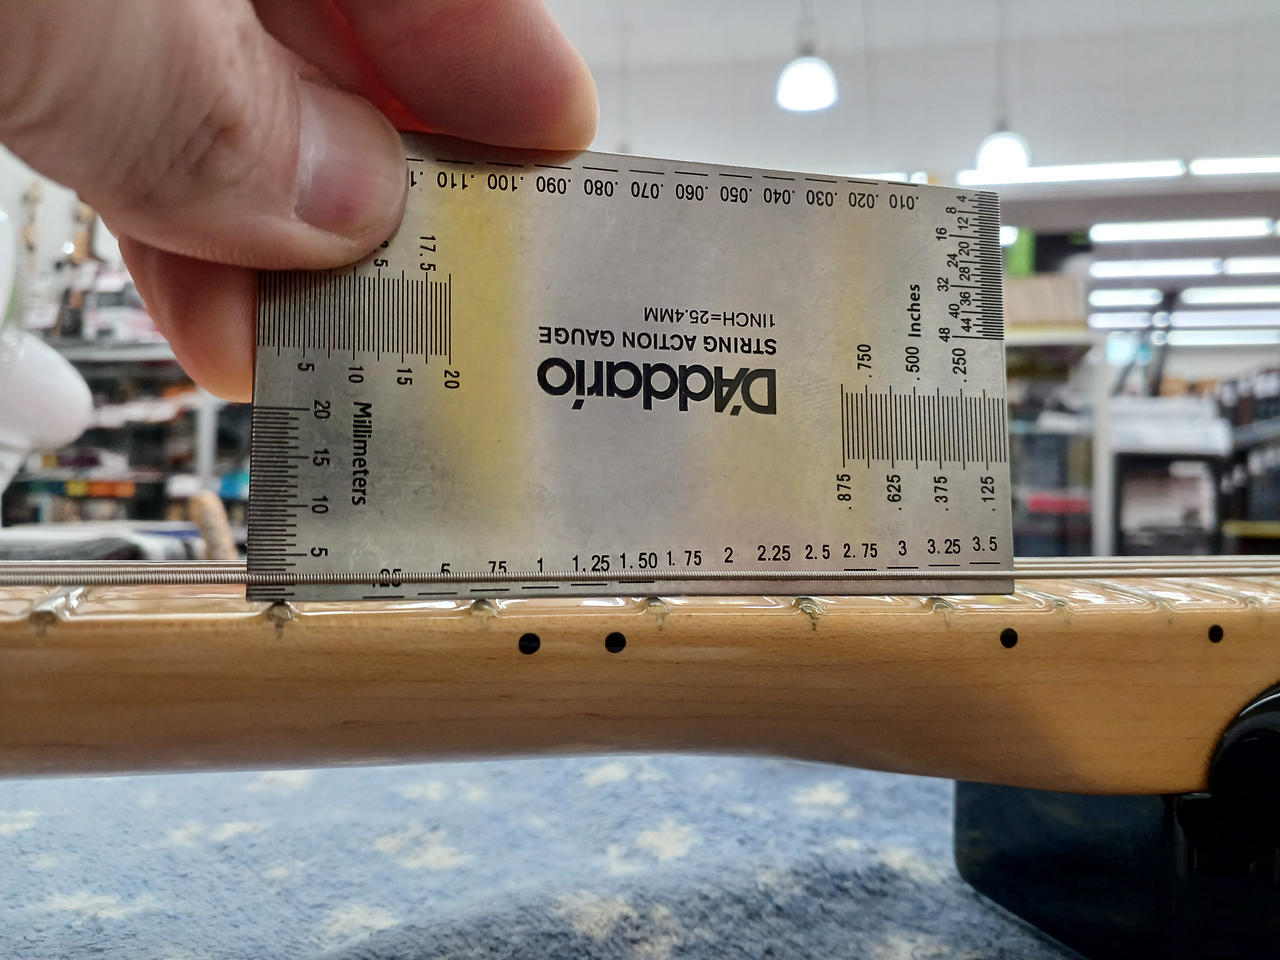 .110 .100 .090 .080 .070 .060 .050 .040 .030 .020 .010
4 8 12 16 20 24 28 32 36 40 44 48
Inches
17.5
1INCH=25.4MM
STRING ACTION GAUGE
D'Addario
.750 .500 .250
5 10 15 20
Millimeters
20 15 10 5
.875 .625 .375 .125
1 1.25 1.50 1.75 2 2.25 2.5 2.75 3 3.25 3.5